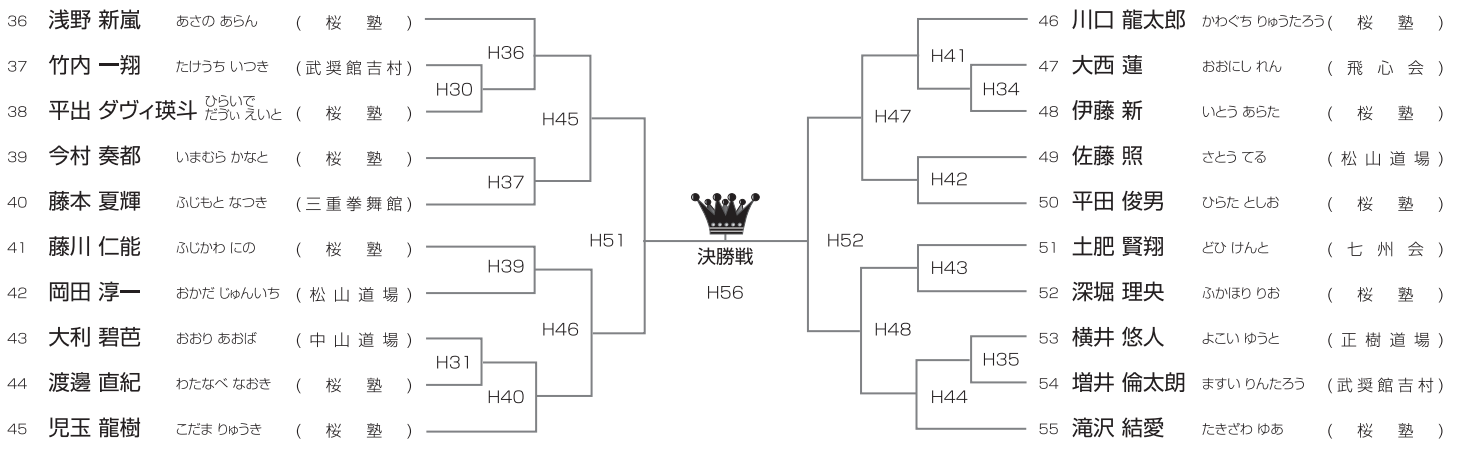 36 浅野 新嵐 あさの あらん (桜塾)
H36
37 竹内 一翔 たけうち いつき (武奨館吉村)
H30
38 平出 ダヴィ瑛斗 ひらいで だづい えいと (桜塾)
H45
39 今村 奏都 いまむら かなと (桜塾)
H37
40 藤本 夏輝 ふじもと なつき (三重拳舞館)
H51
41 藤川 仁能 ふじかわ にの (桜塾)
H39
42 岡田 淳一 おかだ じゅんいち (松山道場)
H46
43 大利 碧芭 おおり あおば (中山道場)
H31
44 渡邊 直紀 わたなべ なおき (桜塾)
H40
45 児玉 龍樹 こだま りゅうき (桜塾)
決勝戦
H56
46 川口 龍太郎 かわぐち りゅうたろう (桜塾)
H41
47 大西 蓮 おおにし れん (飛心会)
H34
48 伊藤 新 いとう あらた (桜塾)
H47
49 佐藤 照 さとう てる (松山道場)
H42
50 平田 俊男 ひらた としお (桜塾)
H52
51 土肥 賢翔 どひ けんと (七州会)
H43
52 深堀 理央 ふかほり りお (桜塾)
H48
53 横井 悠人 よこい ゆうと (正樹道場)
H35
54 増井 倫太朗 ますい りんたろう (武奨館吉村)
H44
55 滝沢 結愛 たきざわ ゆあ (桜塾)